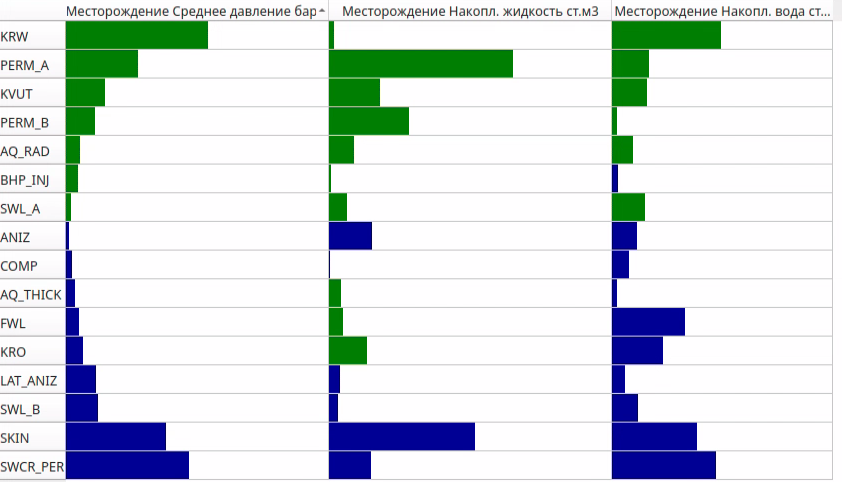 Месторождение Среднее давление бар Месторождение Накопл. жидкость ст.м3 Месторождение Накопл. вода ст...
KRW
PERM_A
KVUT
PERM_B
AQ_RAD
BHP_INJ
SWL_A
ANIZ
COMP
AQ_THICK
FWL
KRO
LAT_ANIZ
SWL_B
SKIN
SWCR_PER